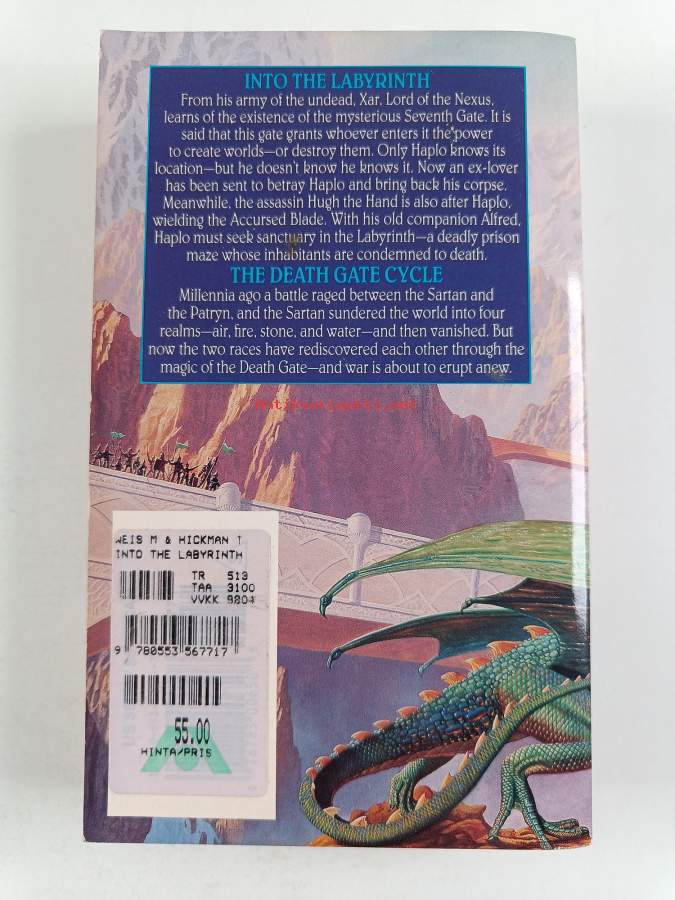 INTO THE LABYRINTH
From his army of the undead, Xar, Lord of the Nexus,
learns of the existence of the mysterious Seventh Gate. It is
said that this gate grants whoever enters it the power
to create worlds—or destroy them. Only Haplo knows its
location—but he doesn't know he knows it. Now an ex-lover
has been sent to betray Haplo and bring back his corpse.
Meanwhile, the assassin Hugh the Hand is also after Haplo,
wielding the Accursed Blade. With his old companion Alfred,
Haplo must seek sanctuary in the Labyrinth—a deadly prison
maze whose inhabitants are condemned to death.
THE DEATH GATE CYCLE
Millennia ago a battle raged between the Sartan and
the Patryn, and the Sartan sundered the world into four
realms—air, fire, stone, and water—and then vanished. But
now the two races have rediscovered each other through the
magic of the Death Gate—and war is about to erupt anew.
WEIS M & HICKMAN T
INTO THE LABYRINTH
TR 513
TAA 3100
VVKK 9804
9 780553 567717
55.00
HINTA/PRIS